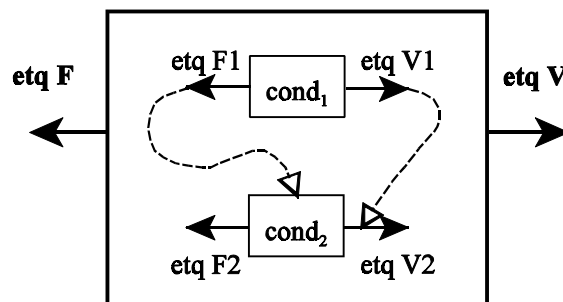 etq F1 etq V1
etq F etq V
cond₁
cond₂
etq F2 etq V2